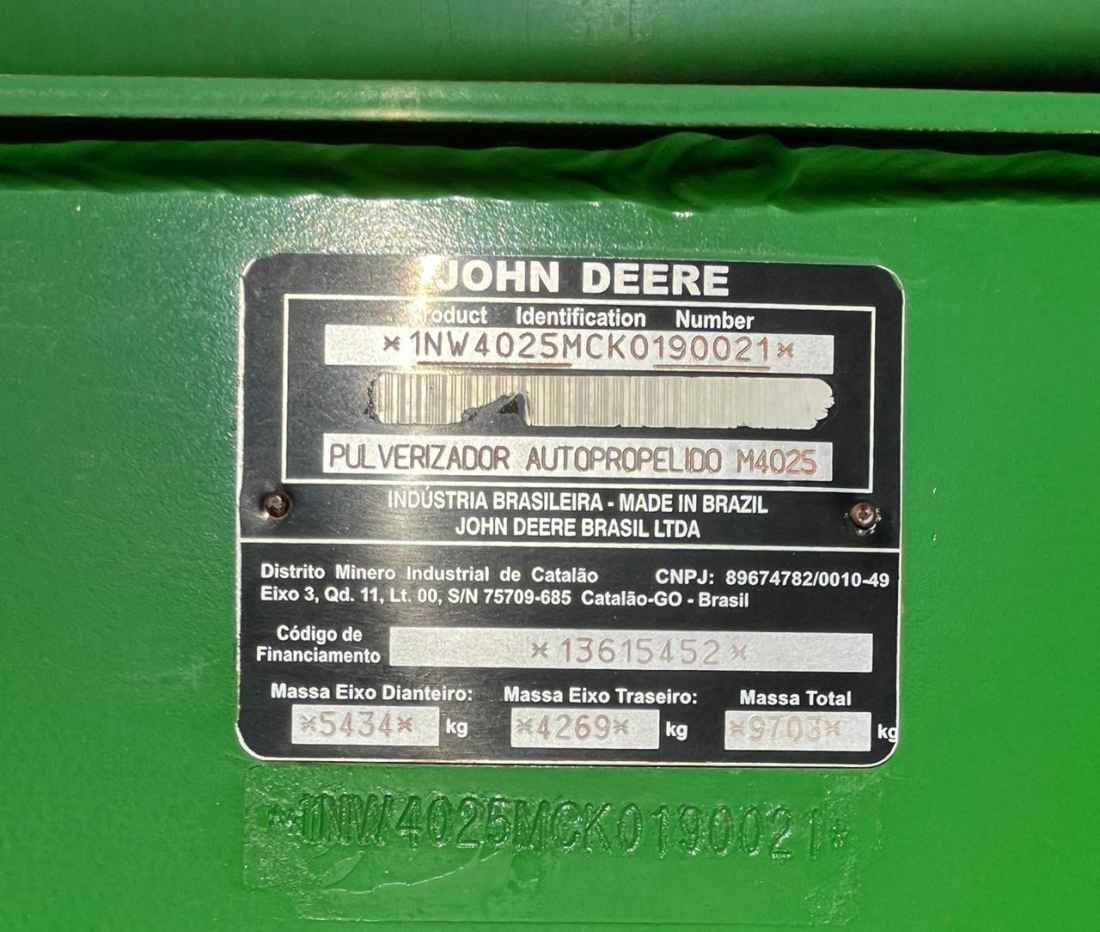 JOHN DEERE
Product Identification Number
*1NW4025MCK0190021*
PULVERIZADOR AUTOPROPELIDO M4025
INDÚSTRIA BRASILEIRA - MADE IN BRAZIL
JOHN DEERE BRASIL LTDA
Distrito Minero Industrial de Catalão CNPJ: 89674782/0010-49
Eixo 3, Qd. 11, Lt. 00, S/N 75709-685 Catalão-GO - Brasil
Código de
Financiamento *13615452*
Massa Eixo Dianteiro: Massa Eixo Traseiro: Massa Total
*5434* kg *4269* kg *9703* kg
*1NW4025MCK0190021*